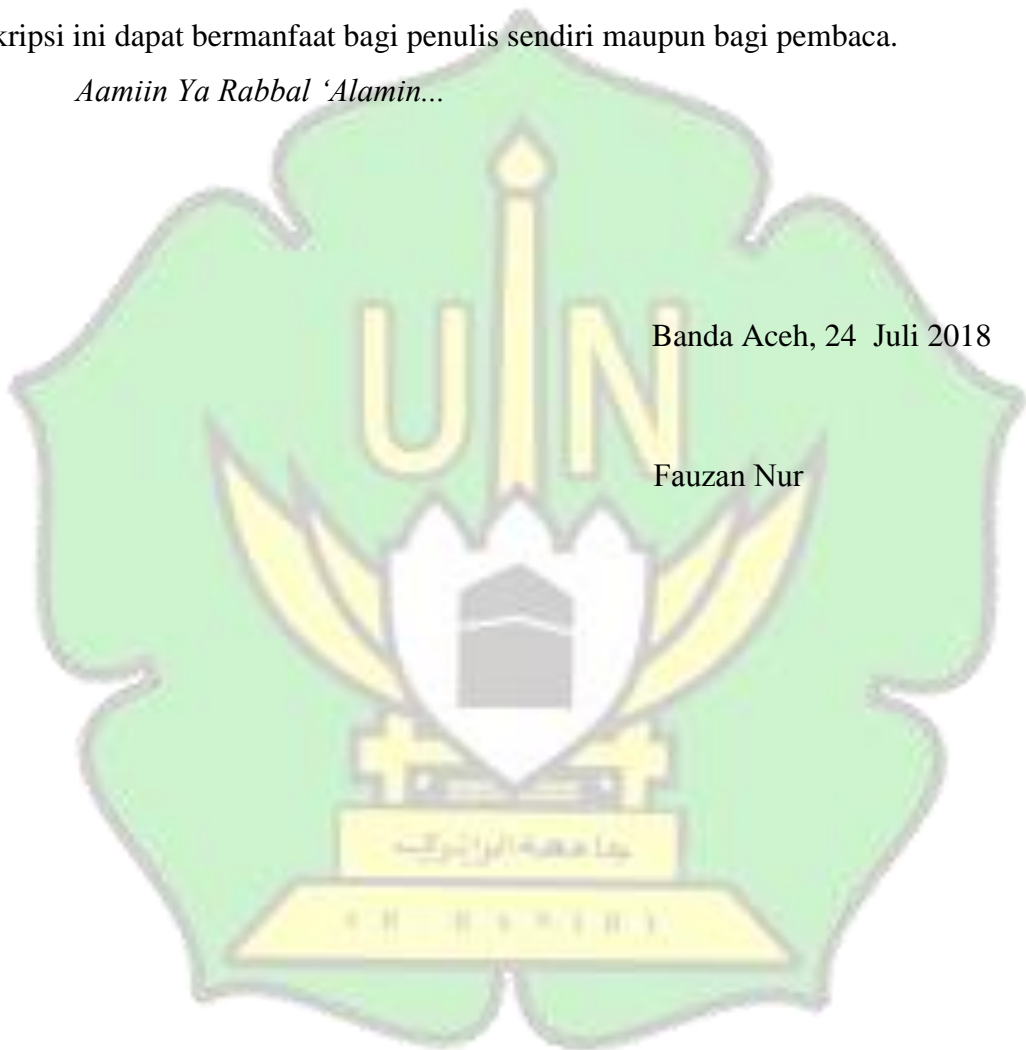 kripsi ini dapat bermanfaat bagi penulis sendiri maupun bagi pembaca.
Aamiin Ya Rabbal ‘Alamin...
UIN
Banda Aceh, 24 Juli 2018
Fauzan Nur